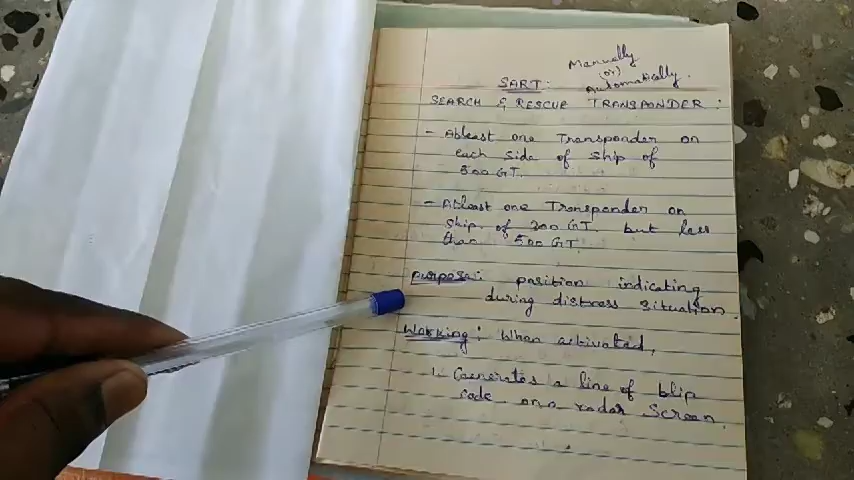 Manually
(or)
Automatically.
SART:
SEARCH & RESCUE TRANSPONDER:
- Atleast one Transponder on
each side of ship of
500 GT.
- Atleast one Transponder on
ship of 300 GT. but less
than 500 GT.
purpose: position indicating
during distress situation.
Working: When activated,
1. Generates a line of blip
code on a radar screen.